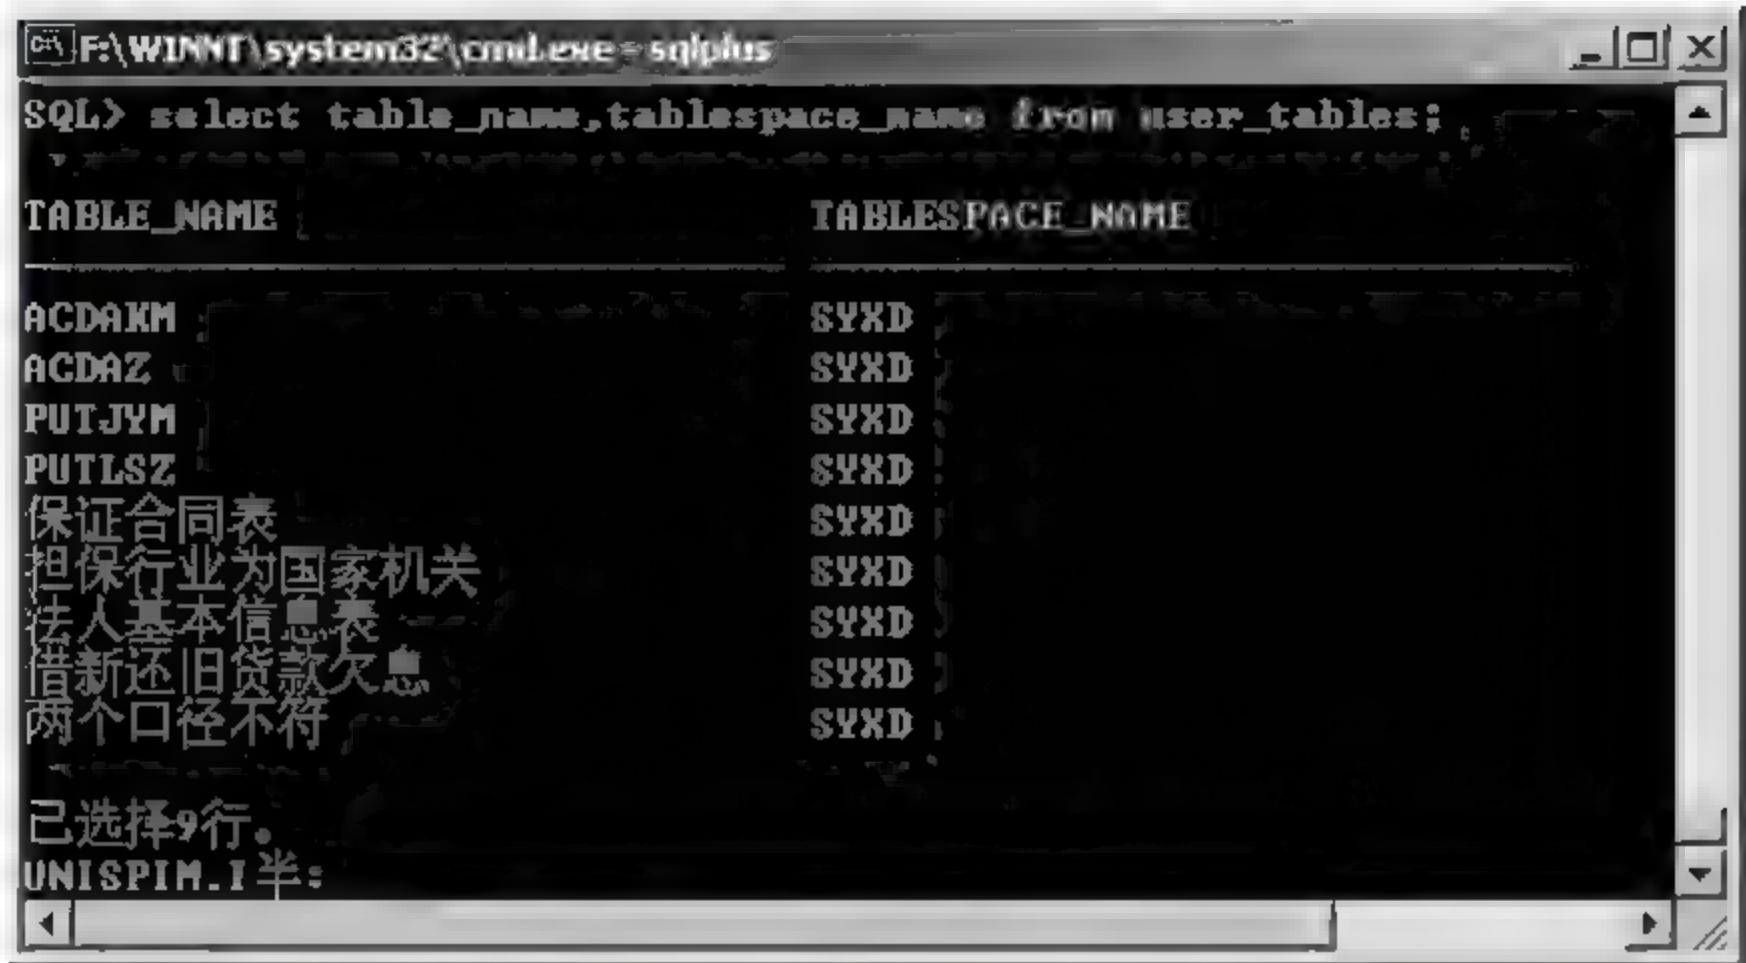 F:\WINNT\system32\cmd.exe - sqlplus
SQL> select table_name,tablespace_name from user_tables;
TABLE_NAME TABLESPACE_NAME
ACDAKM SYXD
ACDAZ SYXD
PUTJYM SYXD
PUTLSZ SYXD
保证合同表 SYXD
担保行业为国家机关 SYXD
法人基本信息表 SYXD
借新还旧贷款欠息 SYXD
两个口径不符 SYXD
已选择9行。
UNISPIM.I半: